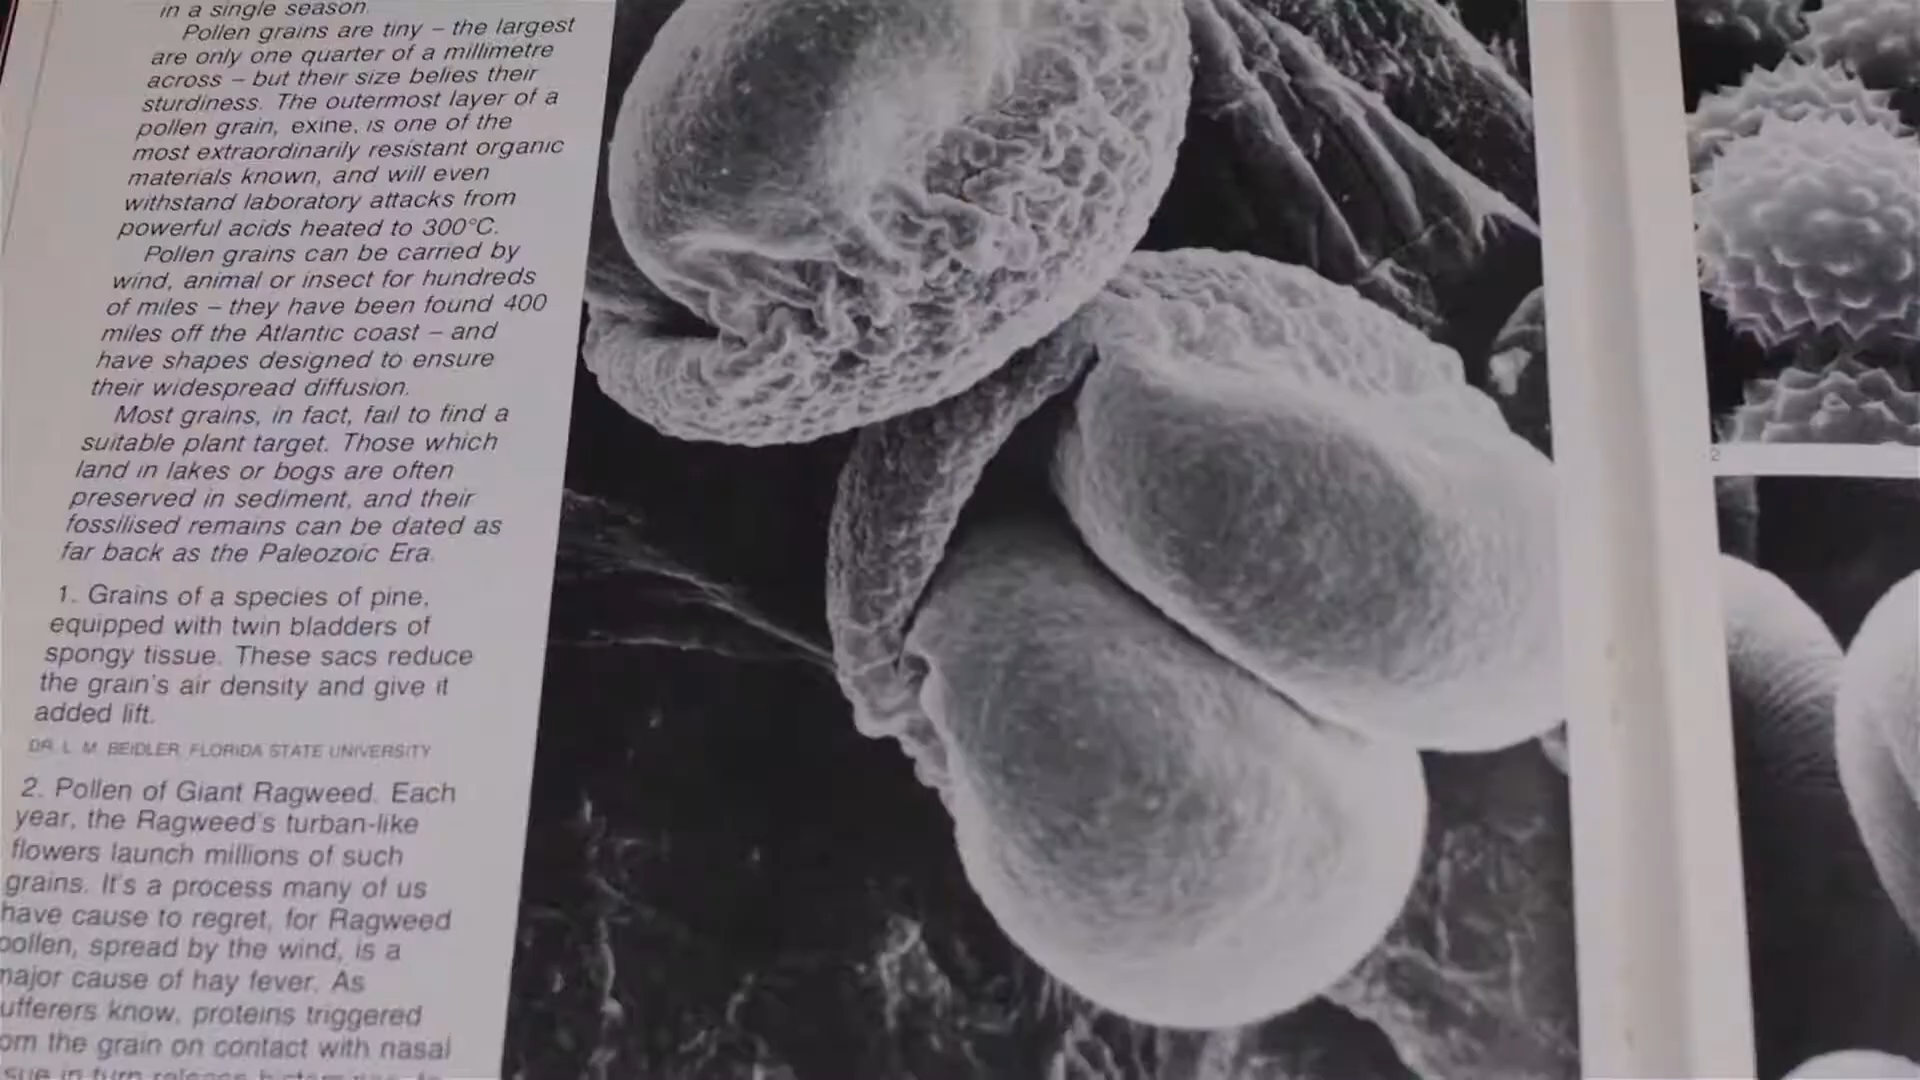 in a single season.
Pollen grains are tiny – the largest
are only one quarter of a millimetre
across – but their size belies their
sturdiness. The outermost layer of a
pollen grain, exine, is one of the
most extraordinarily resistant organic
materials known, and will even
withstand laboratory attacks from
powerful acids heated to 300°C.
Pollen grains can be carried by
wind, animal or insect for hundreds
of miles – they have been found 400
miles off the Atlantic coast – and
have shapes designed to ensure
their widespread diffusion.
Most grains, in fact, fail to find a
suitable plant target. Those which
land in lakes or bogs are often
preserved in sediment, and their
fossilised remains can be dated as
far back as the Paleozoic Era.
1. Grains of a species of pine,
equipped with twin bladders of
spongy tissue. These sacs reduce
the grain's air density and give it
added lift.
DR. L. M. BEIDLER, FLORIDA STATE UNIVERSITY
2. Pollen of Giant Ragweed. Each
year, the Ragweed's turban-like
flowers launch millions of such
grains. It's a process many of us
have cause to regret, for Ragweed
pollen, spread by the wind, is a
major cause of hay fever. As
ufferers know, proteins triggered
om the grain on contact with nasal
sue in turn release
2